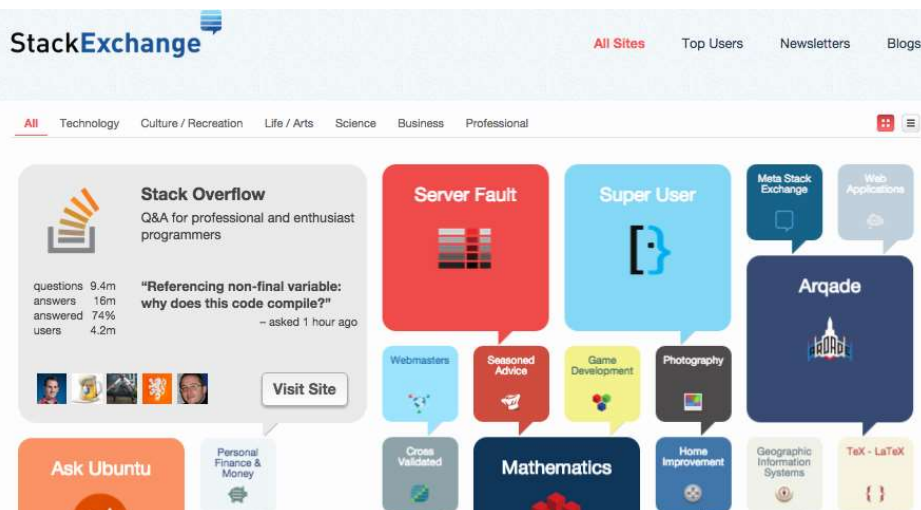 StackExchange
All Sites Top Users Newsletters Blogs
All Technology Culture / Recreation Life / Arts Science Business Professional
Stack Overflow
Q&A for professional and enthusiast
programmers
questions 9.4m
answers 16m
answered 74%
users 4.2m
“Referencing non-final variable:
why does this code compile?”
– asked 1 hour ago
Visit Site
Server Fault
Super User
Meta Stack
Exchange
Web
Applications
Arqade
ARQADE
Webmasters
Seasoned
Advice
Game
Development
Photography
Ask Ubuntu
Personal
Finance &
Money
Cross
Validated
Mathematics
Home
Improvement
Geographic
Information
Systems
TeX - LaTeX
{ }